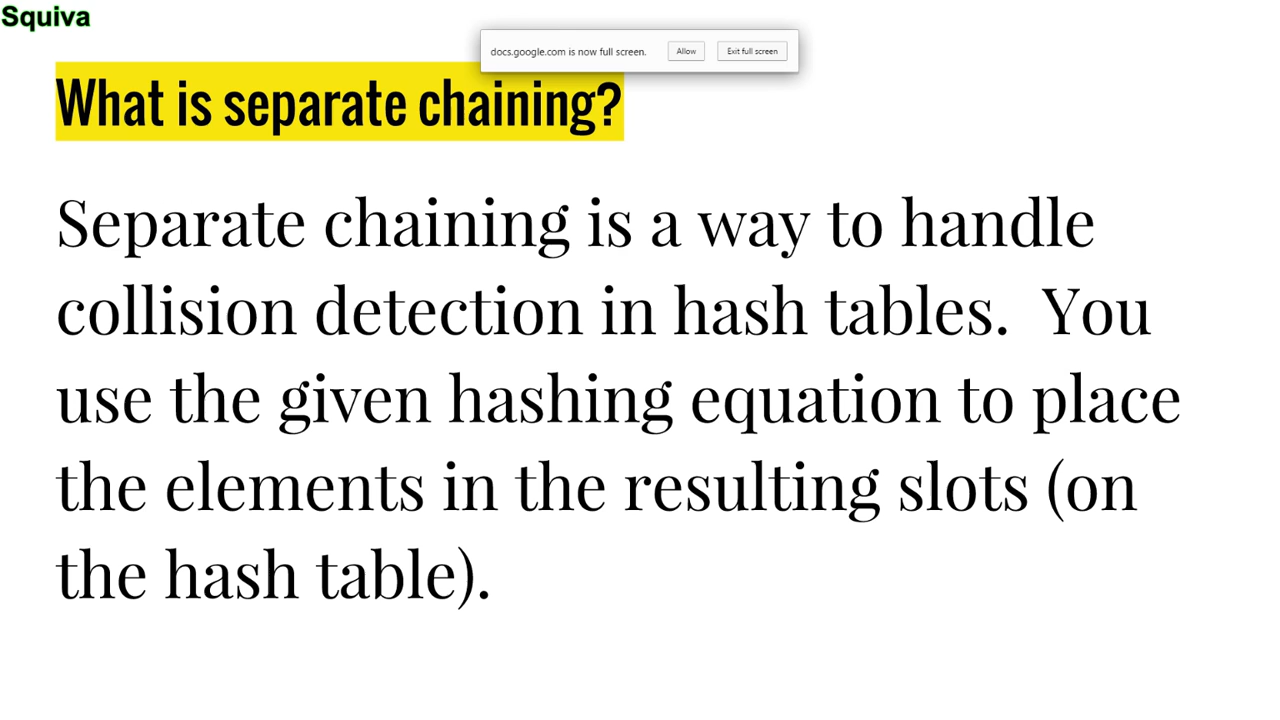 Squiva
docs.google.com is now full screen. Allow Exit full screen
What is separate chaining?
Separate chaining is a way to handle
collision detection in hash tables.  You
use the given hashing equation to place
the elements in the resulting slots (on
the hash table).